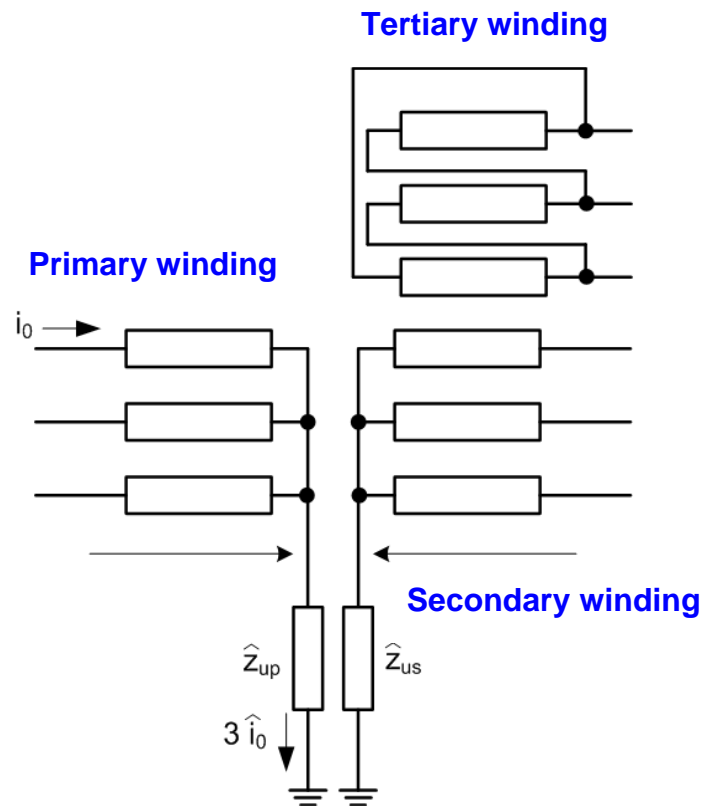 Tertiary winding
Primary winding
i₀
Secondary winding
ẑup
ẑus
3 î₀